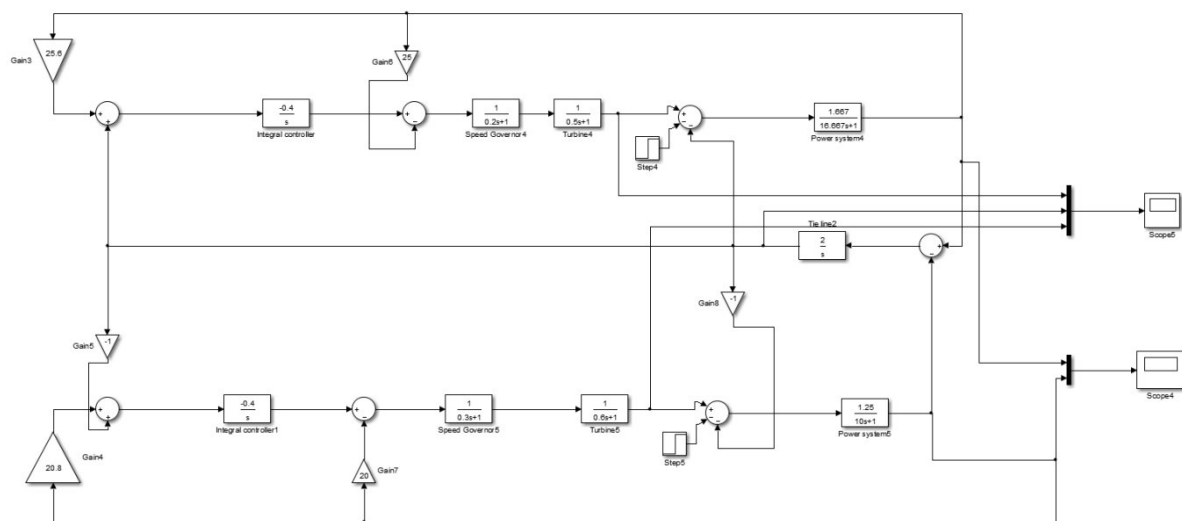 25.6
Gain3
Gain6
25
-0.4
s
Integral controller
1
0.2s+1
Speed Governor4
1
0.5s+1
Turbine4
Step4
1.667
16.667s+1
Power system4
Scope5
Tie line2
2
s
Gain8
-1
Gain5
-1
Scope4
-0.4
s
Integral controller1
1
0.3s+1
Speed Governor5
1
0.6s+1
Turbine5
Step5
1.25
10s+1
Power system5
20.8
Gain4
20
Gain7